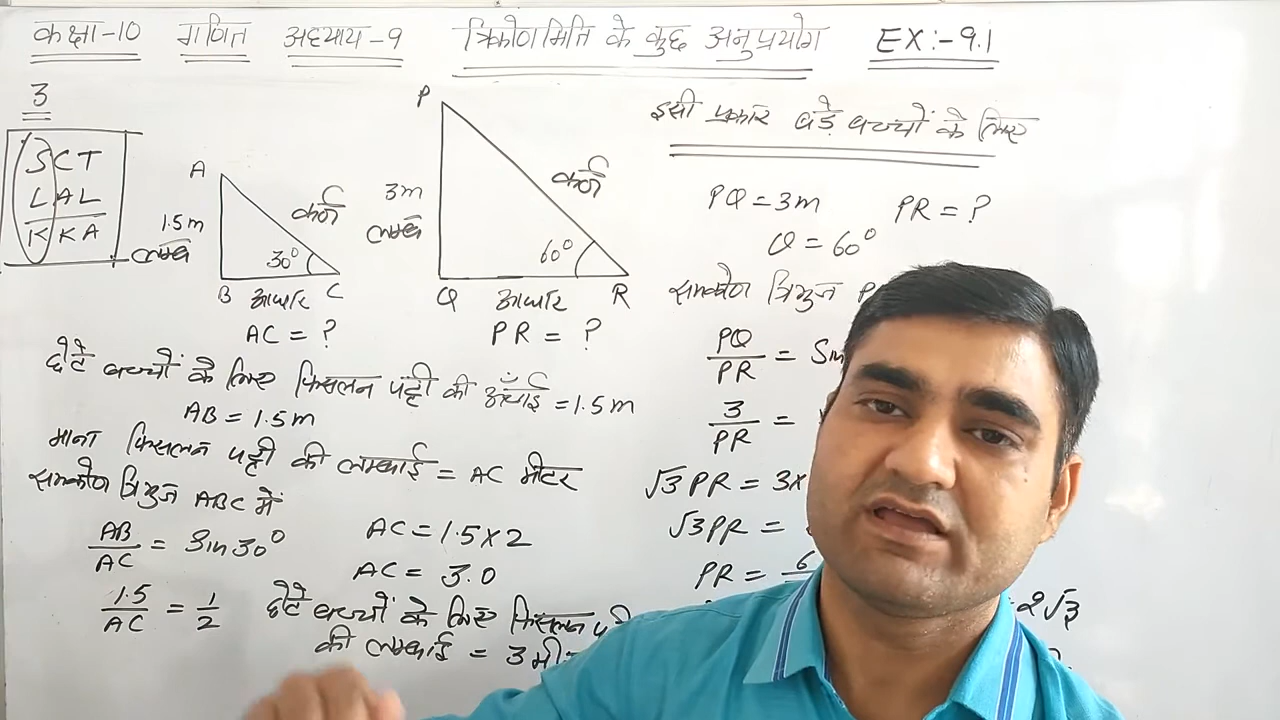 कक्षा-10 गणित अध्याय-9 त्रिकोणमिति के कुछ अनुप्रयोग EX:-9.1
3
SCT
LAL
KKA
A
1.5m
लम्ब
कर्ण
30°
B आधार C
AC = ?
P
3m
लम्ब
कर्ण
60°
Q आधार R
PR = ?
छोटे बच्चों के लिए फिसलन पट्टी की ऊंचाई = 1.5m
AB = 1.5m
माना फिसलन पट्टी की लम्बाई = AC मीटर
समकोण त्रिभुज ABC में
AB/AC = Sin30°
1.5/AC = 1/2
AC = 1.5×2
AC = 3.0
छोटे बच्चों के लिए फिसलन
की लम्बाई = 3
इसी प्रकार बड़े बच्चों के लिए
PQ = 3m PR = ?
θ = 60°
समकोण त्रिभुज P
PQ/PR = Sin
3/PR =
√3PR = 3×
√3PR =
PR = 6
2√3